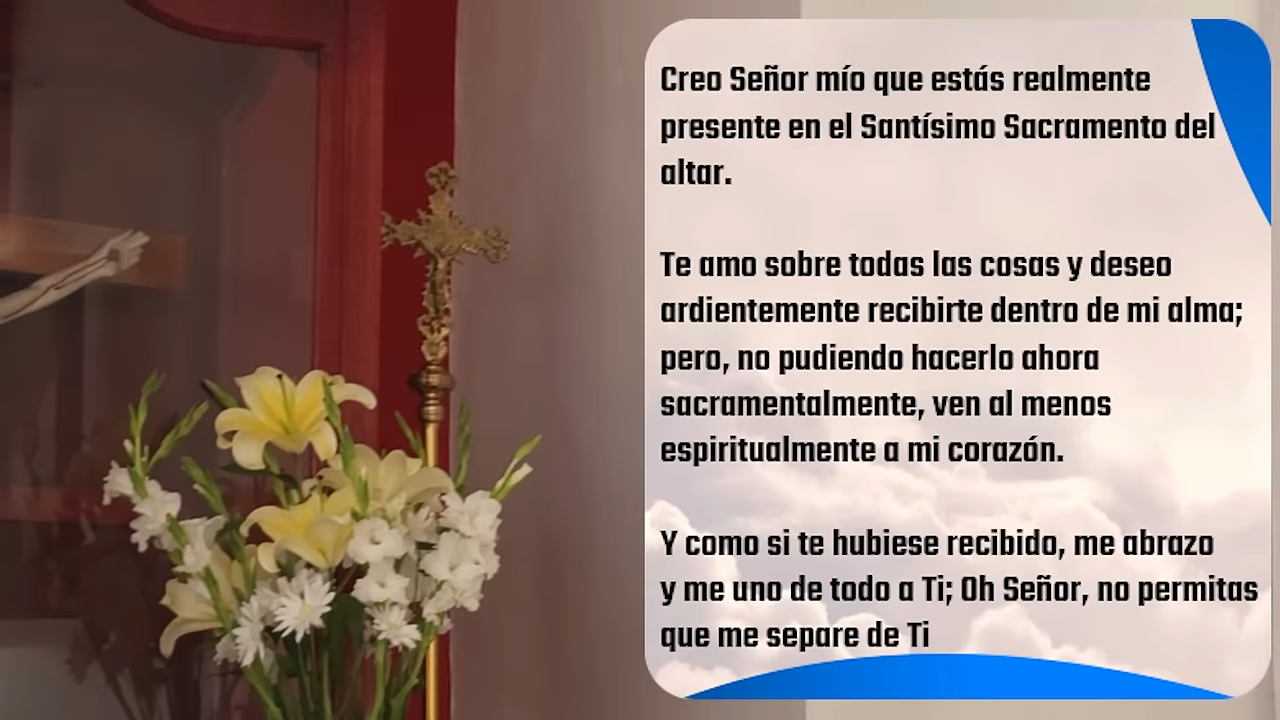 Creo Señor mío que estás realmente
presente en el Santísimo Sacramento del
altar.
Te amo sobre todas las cosas y deseo
ardientemente recibirte dentro de mi alma;
pero, no pudiendo hacerlo ahora
sacramentalmente, ven al menos
espiritualmente a mi corazón.
Y como si te hubiese recibido, me abrazo
y me uno de todo a Ti; Oh Señor, no permitas
que me separe de Ti